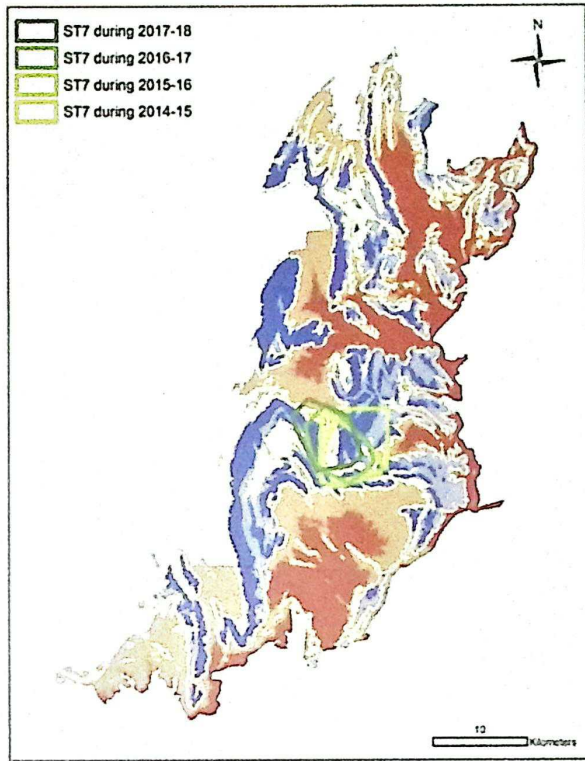 ST7 during 2017-18
ST7 during 2016-17
ST7 during 2015-16
ST7 during 2014-15
N
10
Kilometers